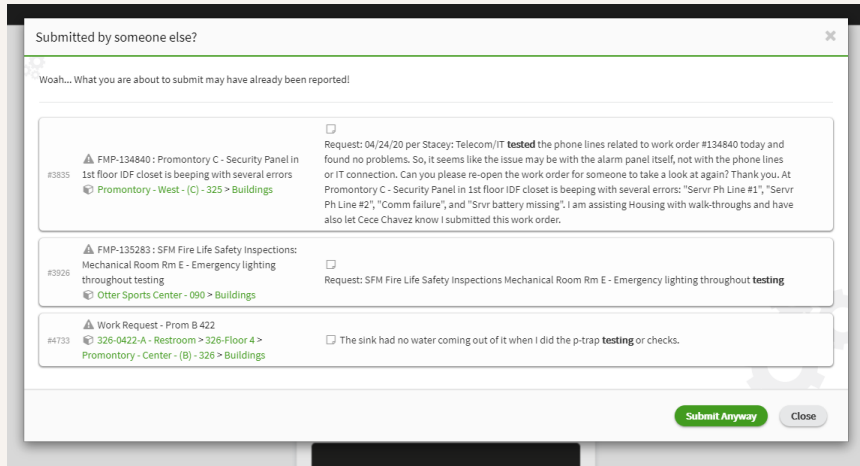 Submitted by someone else?
Woah... What you are about to submit may have already been reported!
#3835
FMP-134840 : Promontory C - Security Panel in
1st floor IDF closet is beeping with several errors
Promontory - West - (C) - 325 > Buildings
Request: 04/24/20 per Stacey: Telecom/IT tested the phone lines related to work order #134840 today and
found no problems. So, it seems like the issue may be with the alarm panel itself, not with the phone lines
or IT connection. Can you please re-open the work order for someone to take a look at again? Thank you. At
Promontory C - Security Panel in 1st floor IDF closet is beeping with several errors: "Servr Ph Line #1", "Servr
Ph Line #2", "Comm failure", and "Srvr battery missing". I am assisting Housing with walk-throughs and have
also let Cece Chavez know I submitted this work order.
#3926
FMP-135283 : SFM Fire Life Safety Inspections:
Mechanical Room Rm E - Emergency lighting
throughout testing
Otter Sports Center - 090 > Buildings
Request: SFM Fire Life Safety Inspections Mechanical Room Rm E - Emergency lighting throughout testing
#4733
Work Request - Prom B 422
326-0422-A - Restroom > 326-Floor 4 >
Promontory - Center - (B) - 326 > Buildings
The sink had no water coming out of it when I did the p-trap testing or checks.
Submit Anyway
Close